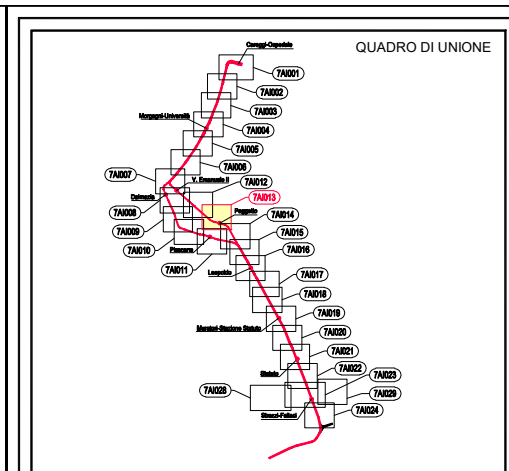 QUADRO DI UNIONE
Careggi-Ospedale
7AI001
7AI002
7AI003
Morgagni-Università
7AI004
7AI005
7AI006
7AI007
V. Emanuele II
7AI012
Dalmazia
7AI013
7AI008
Poggetto
7AI014
7AI009
7AI015
7AI010
Pisacane
7AI016
7AI011
Leopoldo
7AI017
7AI018
7AI019
Muratori-Stazione Statuto
7AI020
7AI021
Statuto
7AI022
7AI023
7AI028
7AI029
Strozzi-Fallaci
7AI024